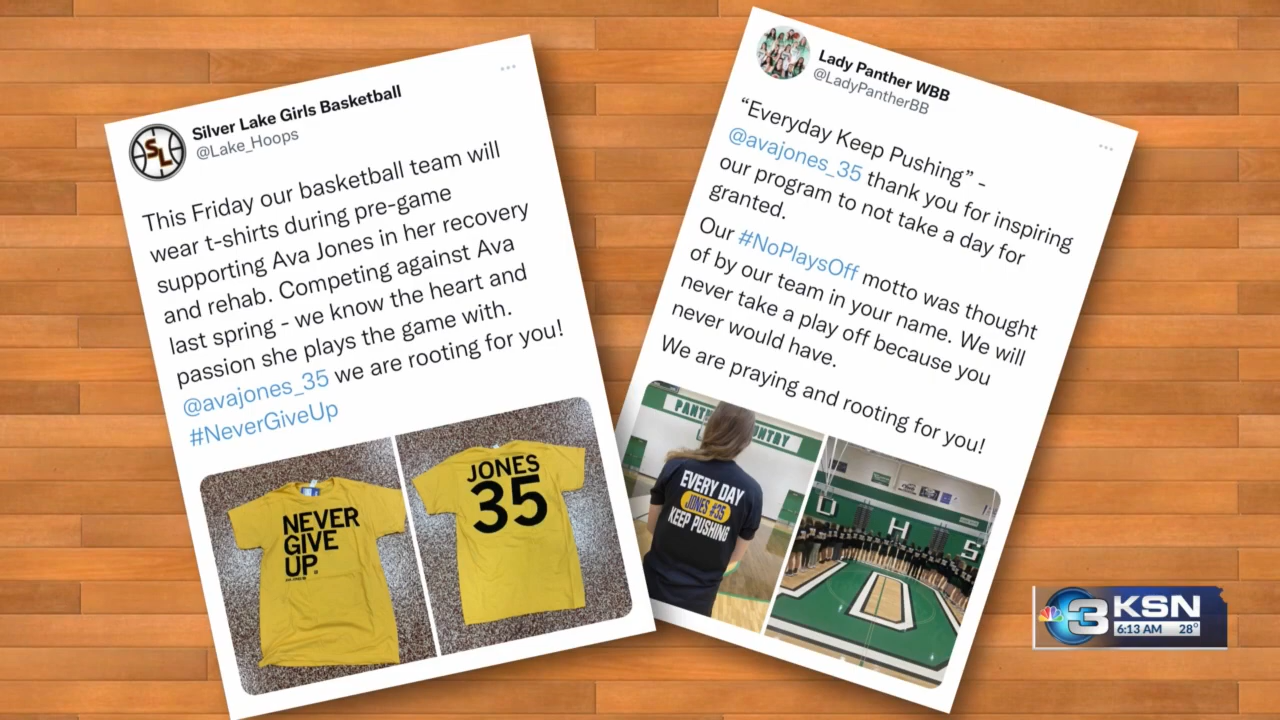 SL
Silver Lake Girls Basketball
@Lake_Hoops
This Friday our basketball team will
wear t-shirts during pre-game
supporting Ava Jones in her recovery
and rehab. Competing against Ava
last spring - we know the heart and
passion she plays the game with.
@avajones_35 we are rooting for you!
#NeverGiveUp
NEVER
GIVE
UP.
JONES
35
Lady Panther WBB
@LadyPantherBB
“Everyday Keep Pushing” -
@avajones_35 thank you for inspiring
our program to not take a day for
granted.
Our #NoPlaysOff motto was thought
of by our team in your name. We will
never take a play off because you
never would have.
We are praying and rooting for you!
EVERY DAY
JONES #35
KEEP PUSHING
D H S
3 KSN
6:13 AM 28°